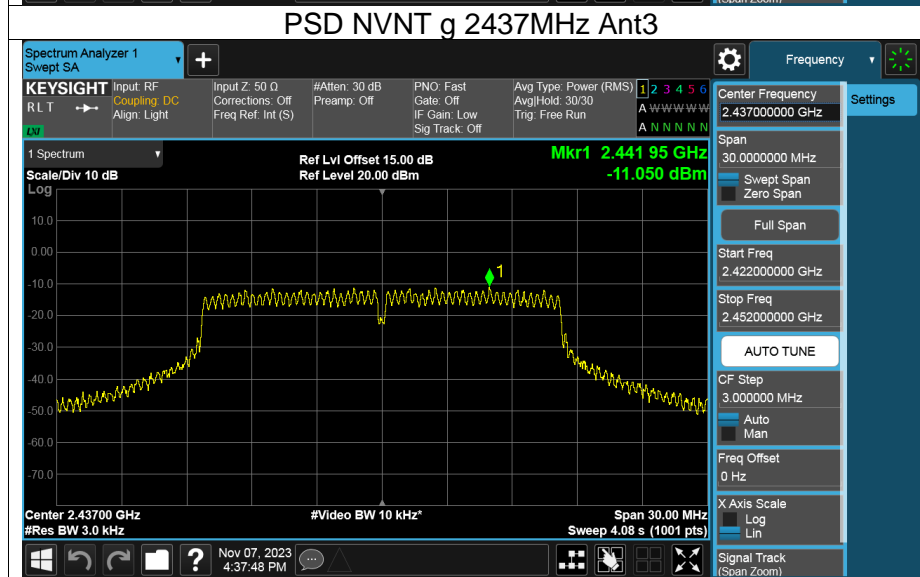 (Span Zoom)
PSD NVNT g 2437MHz Ant3
Spectrum Analyzer 1
Swept SA
+
Frequency
KEYSIGHT
R L T
LXI
Input: RF
Coupling: DC
Align: Light
Input Z: 50 Ω
Corrections: Off
Freq Ref: Int (S)
#Atten: 30 dB
Preamp: Off
PNO: Fast
Gate: Off
IF Gain: Low
Sig Track: Off
Avg Type: Power (RMS)
Avg|Hold: 30/30
Trig: Free Run
1 2 3 4 5 6
A W W W W W
A N N N N N
Center Frequency
2.437000000 GHz
Settings
1 Spectrum
Scale/Div 10 dB
Log
Ref Lvl Offset 15.00 dB
Ref Level 20.00 dBm
Mkr1 2.441 95 GHz
-11.050 dBm
Span
30.0000000 MHz
Swept Span
Zero Span
Full Span
Start Freq
2.422000000 GHz
Stop Freq
2.452000000 GHz
AUTO TUNE
CF Step
3.000000 MHz
Auto
Man
Freq Offset
0 Hz
X Axis Scale
Log
Lin
Signal Track
(Span Zoom)
10.0
0.00
-10.0
-20.0
-30.0
-40.0
-50.0
-60.0
-70.0
1
Center 2.43700 GHz
#Res BW 3.0 kHz
#Video BW 10 kHz*
Span 30.00 MHz
Sweep 4.08 s (1001 pts)
?
Nov 07, 2023
4:37:48 PM